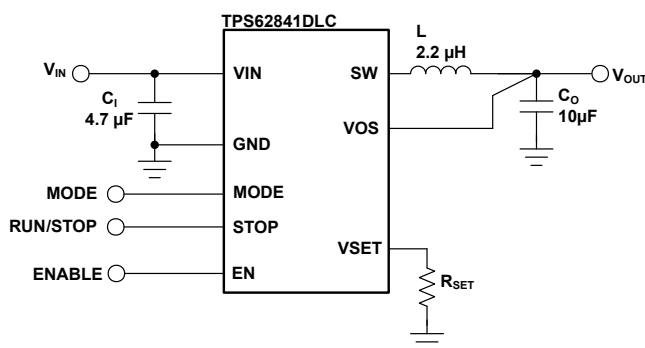 TPS62841DLC
L
2.2 µH
VIN
VIN
SW
VOUT
CI
4.7 µF
CO
10µF
VOS
GND
MODE
MODE
RUN/STOP
STOP
VSET
ENABLE
EN
RSET